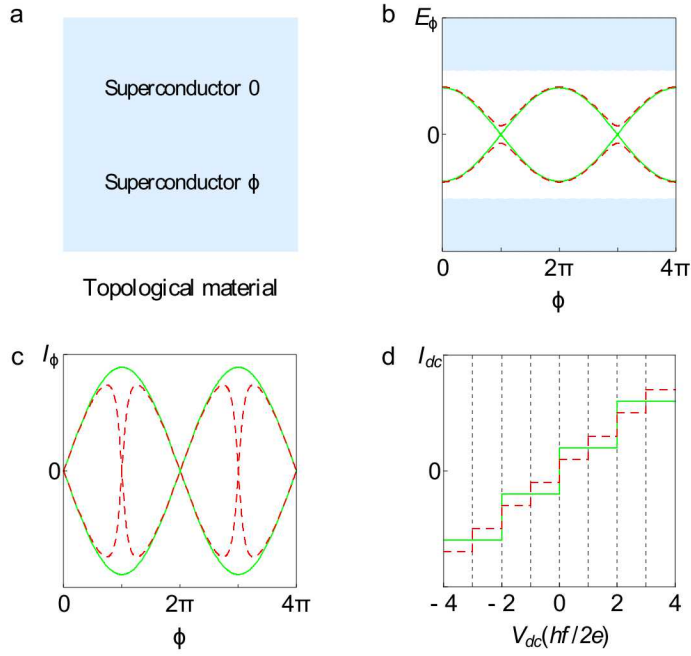 a
Superconductor 0
Superconductor ϕ
Topological material
b
Eϕ
0
0 2π 4π
ϕ
c
Iϕ
0
0 2π 4π
ϕ
d
Idc
0
- 4 - 2 0 2 4
Vdc(hf/2e)